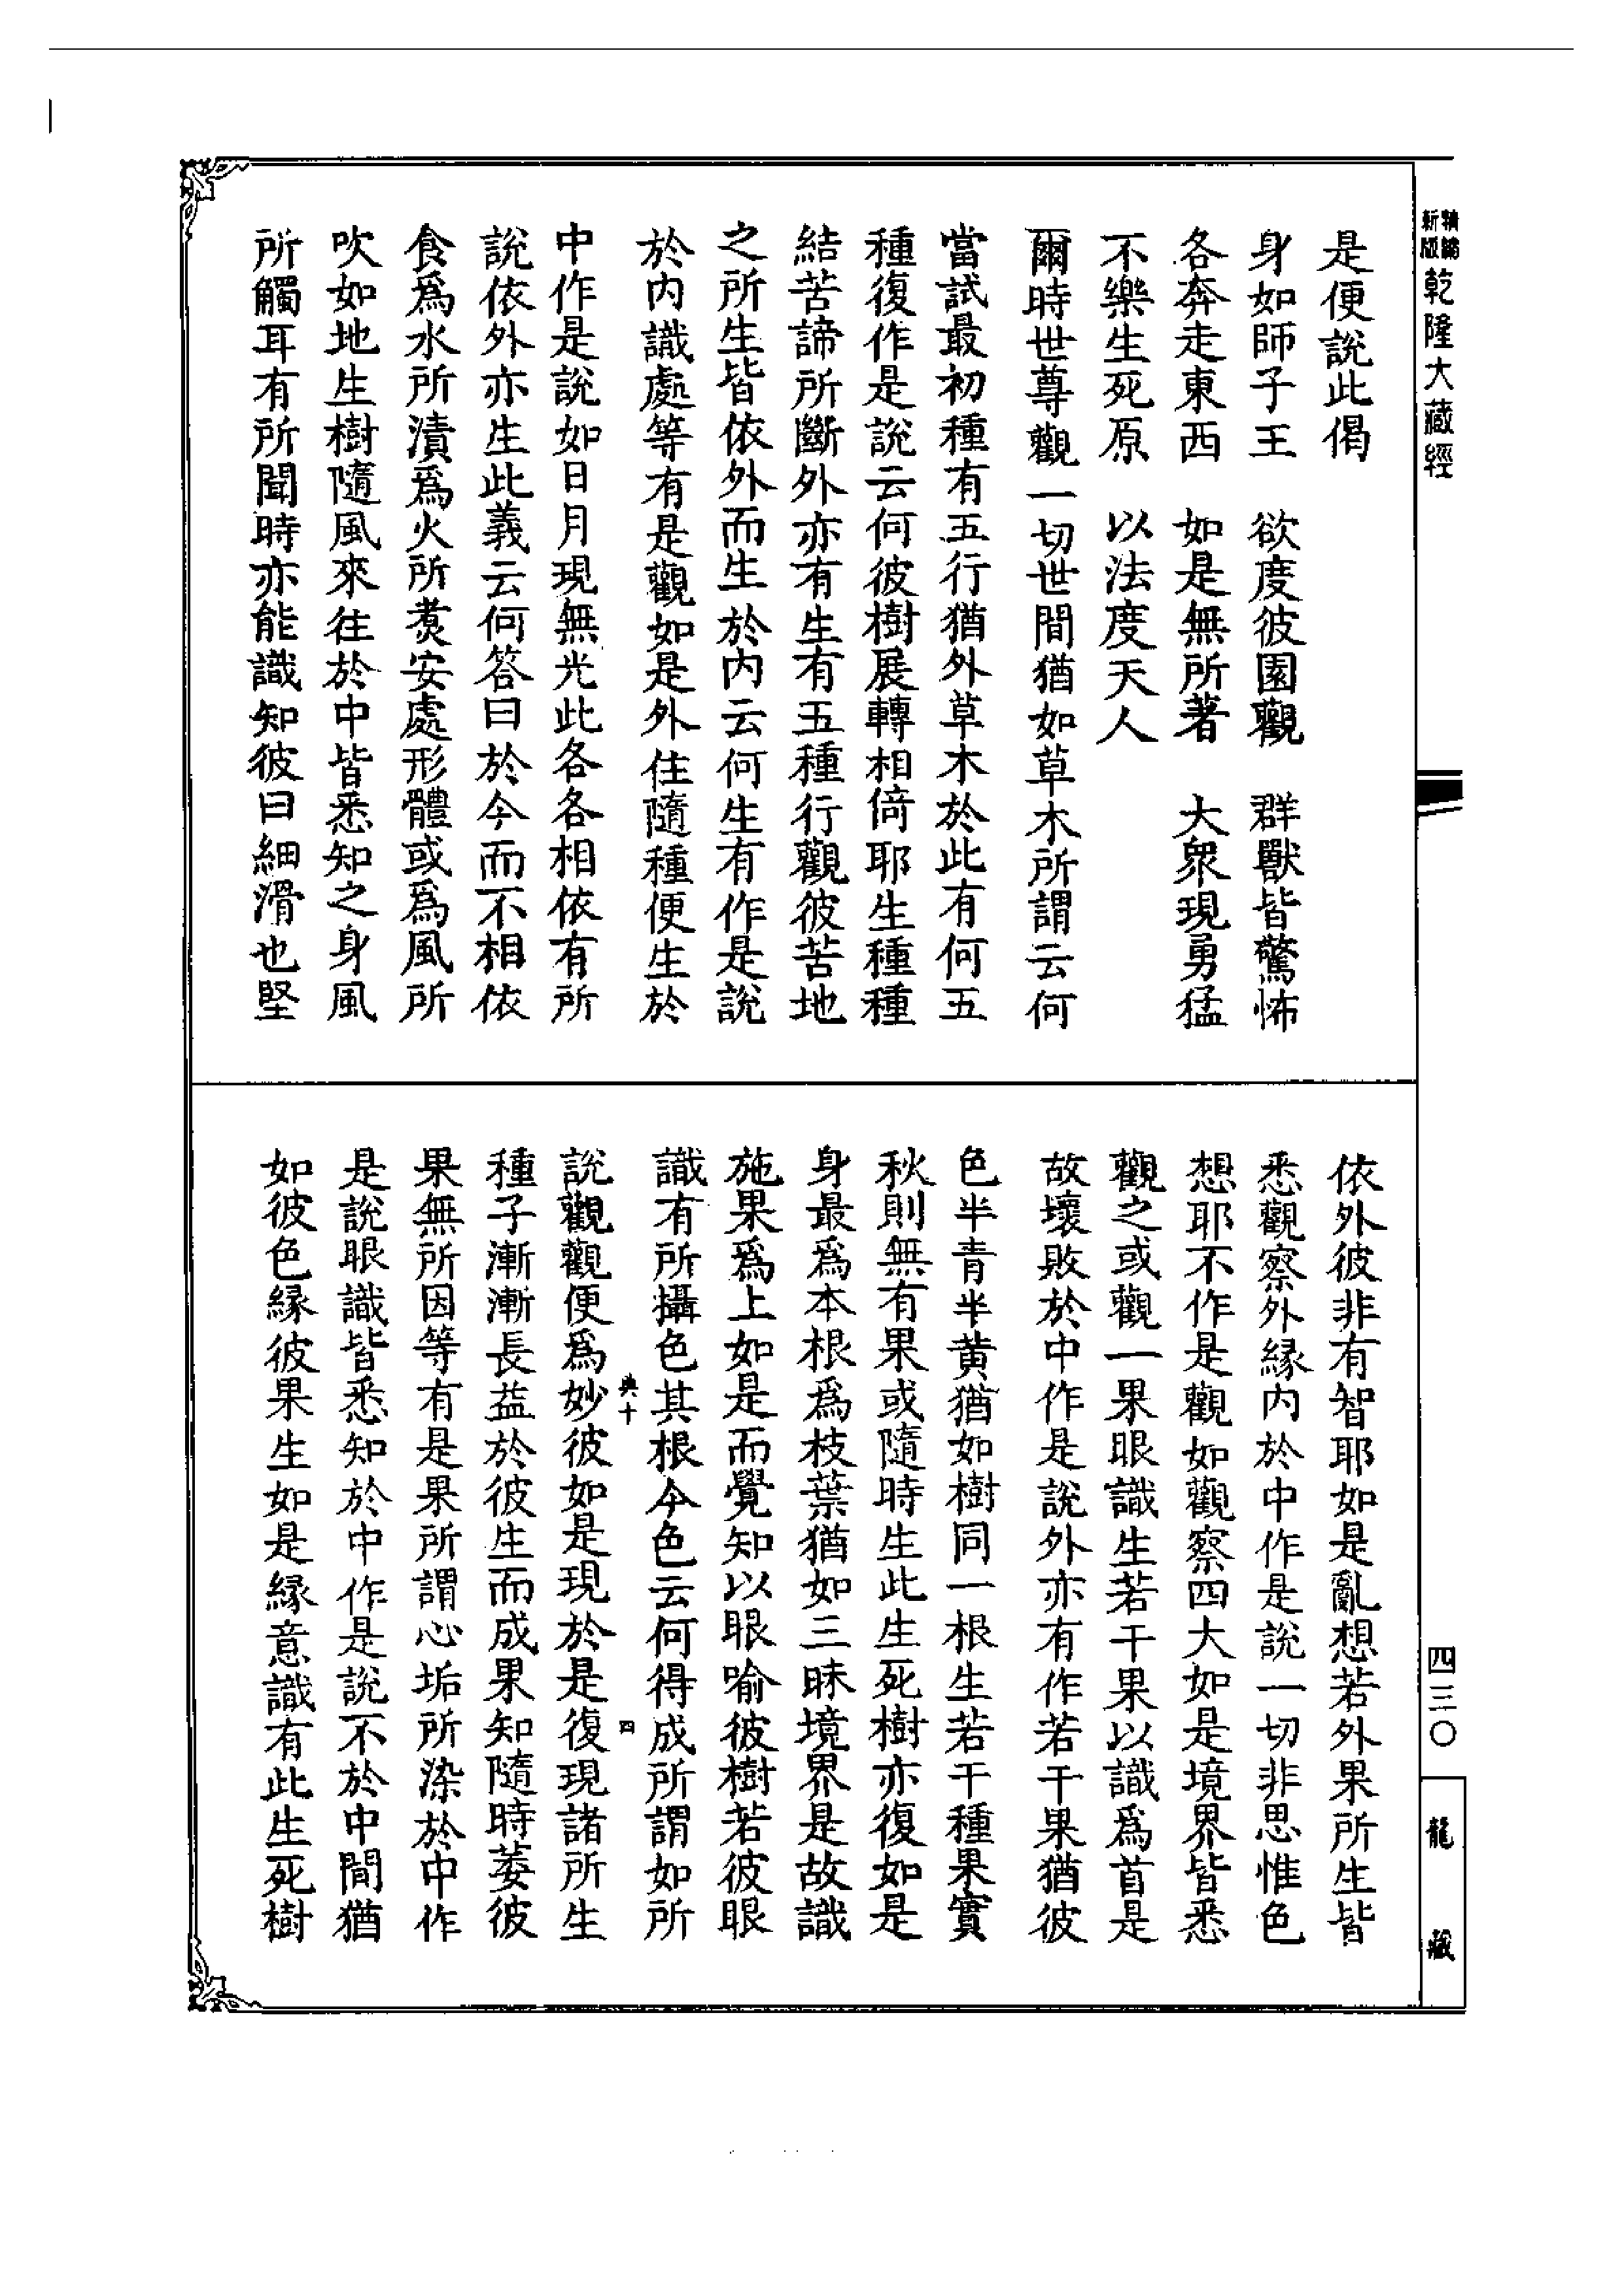 精編
新版
乾隆大藏經
是便說此偈
身如師子王　欲度彼園觀　群獸皆驚怖
各奔走東西　如是無所著　大衆現勇猛
不樂生死原　以法度天人
爾時世尊觀一切世間猶如草木所謂云何
當試最初種有五行猶外草木於此有何五
種復作是說云何彼樹展轉相倚耶生種種
結苦諦所斷外亦有生有五種行觀彼苦地
之所生皆依外而生於内云何生有作是說
於内識處等有是觀如是外住隨種便生於
中作是說如日月現無光此各各相依有所
說依外亦生此義云何答曰於今而不相依
食爲水所漬爲火所煑安處形體或爲風所
吹如地生樹隨風來往於中皆悉知之身風
所觸耳有所聞時亦能識知彼曰細滑也堅
依外彼非有智耶如是亂想若外果所生皆
悉觀察外緣内於中作是說一切非思惟色
想耶不作是觀如觀察四大如是境界皆悉
觀之或觀一果眼識生若干果以識爲首是
故壞敗於中作是說外亦有作若干果猶彼
色半青半黄猶如樹同一根生若干種果實
秋則無有果或隨時生此生死樹亦復如是
身最爲本根爲枝葉猶如三昧境界是故識
施果爲上如是而覺知以眼喻彼樹若彼眼
識有所攝色其根今色云何得成所謂如所
典十　四
說觀觀便爲妙彼如是現於是復現諸所生
種子漸漸長益於彼生而成果知隨時萎彼
果無所因等有是果所謂心垢所染於中作
是說眼識皆悉知於中作是說不於中間猶
如彼色緣彼果生如是緣意識有此生死樹
四三〇
龍藏